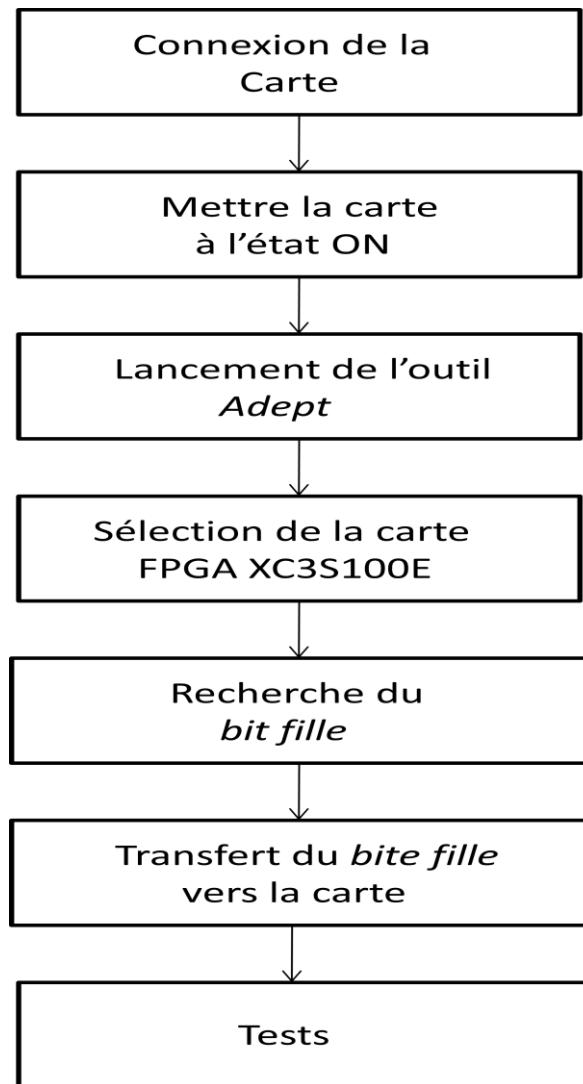 Connexion de la
Carte
Mettre la carte
à l’état ON
Lancement de l’outil
Adept
Sélection de la carte
FPGA XC3S100E
Recherche du
bit fille
Transfert du bite fille
vers la carte
Tests